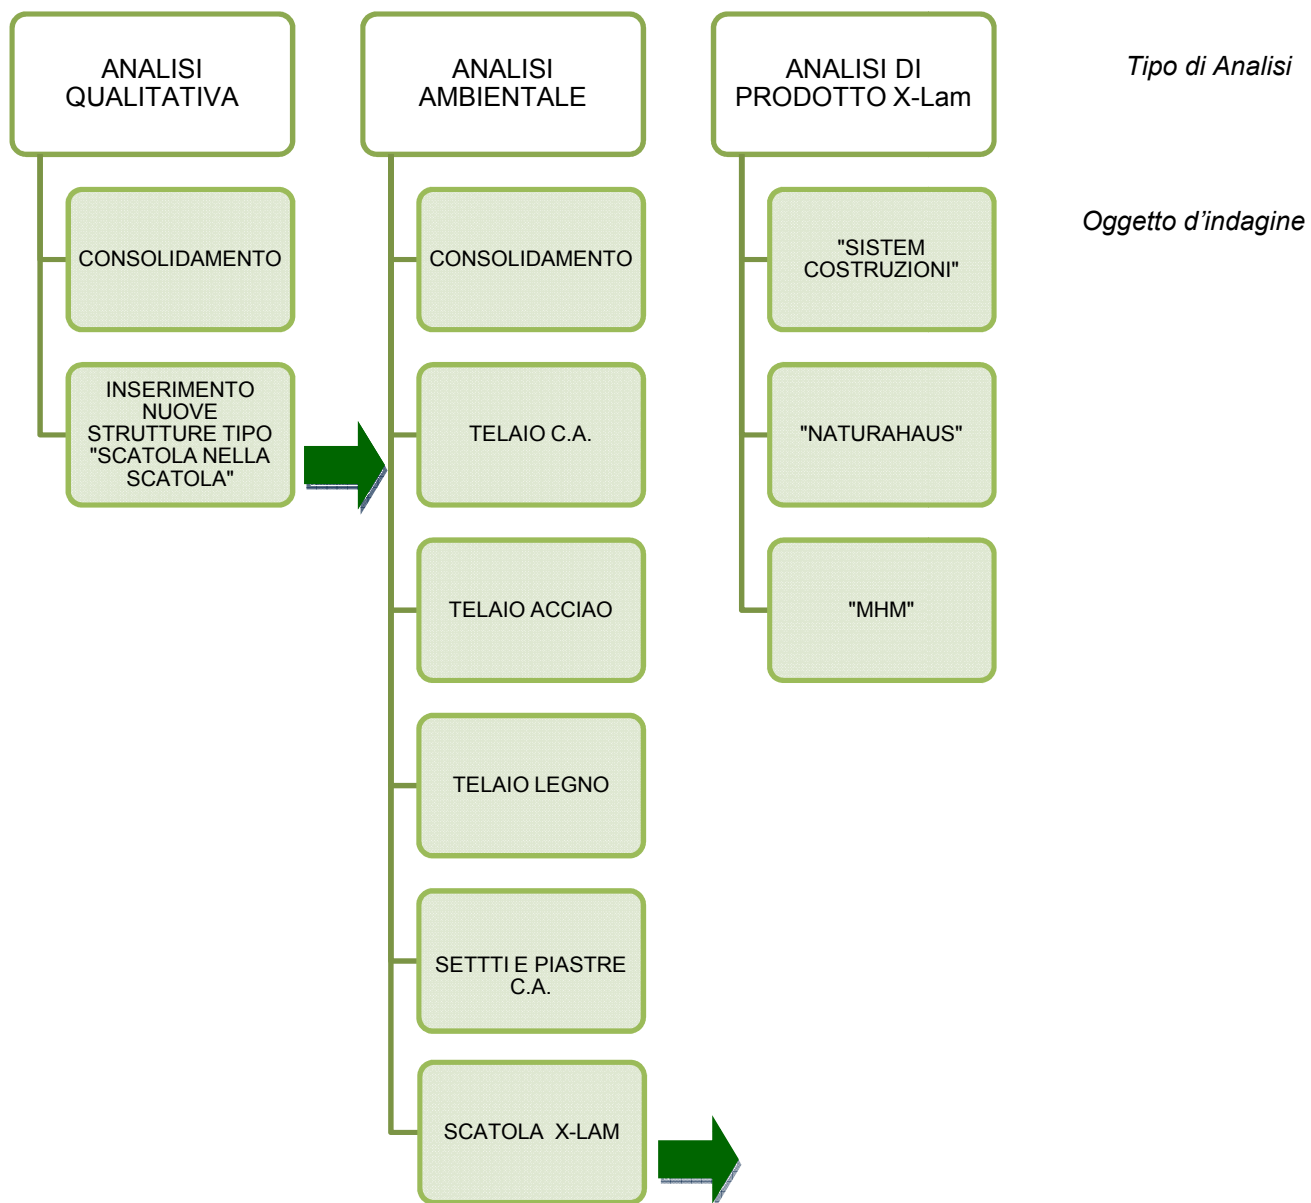 ANALISI
QUALITATIVA
CONSOLIDAMENTO
INSERIMENTO
NUOVE
STRUTTURE TIPO
"SCATOLA NELLA
SCATOLA"
ANALISI
AMBIENTALE
CONSOLIDAMENTO
TELAIO C.A.
TELAIO ACCIAO
TELAIO LEGNO
SETTTI E PIASTRE
C.A.
SCATOLA X-LAM
ANALISI DI
PRODOTTO X-Lam
"SISTEM
COSTRUZIONI"
"NATURAHAUS"
"MHM"
Tipo di Analisi
Oggetto d'indagine